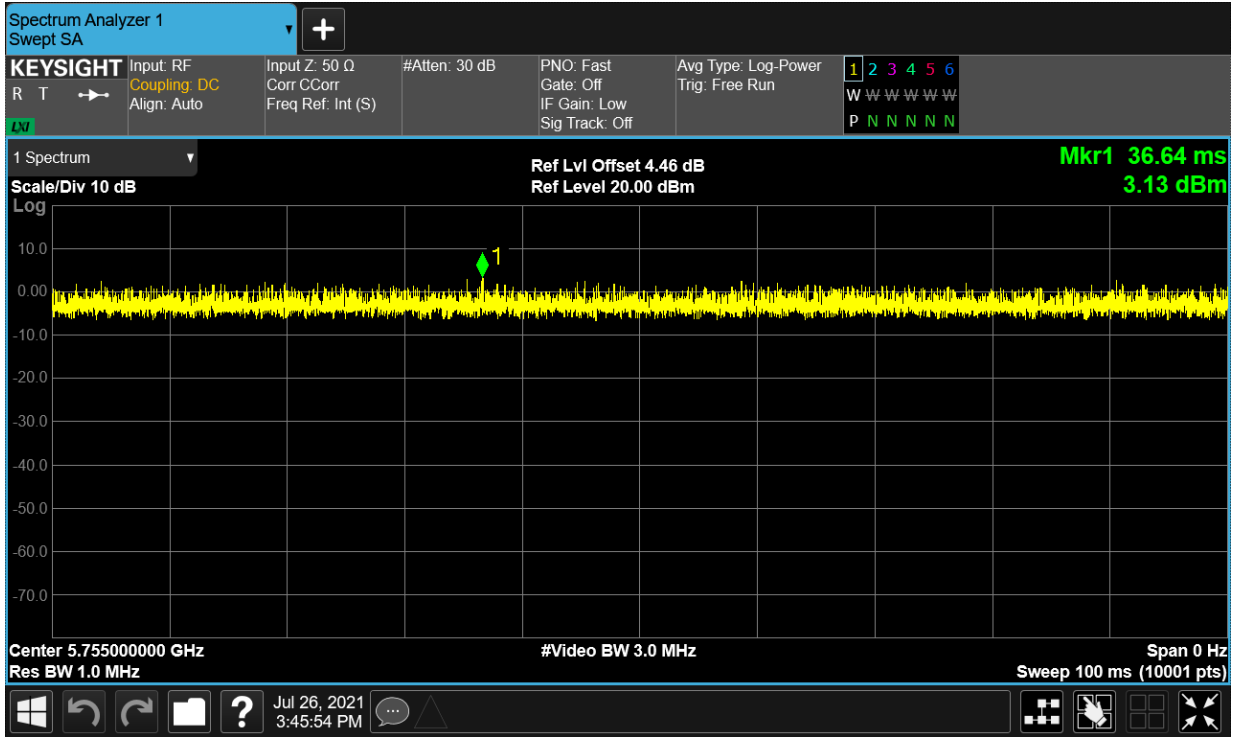 Spectrum Analyzer 1
Swept SA
▼
+
KEYSIGHT
R T
LXI
Input: RF
Coupling: DC
Align: Auto
Input Z: 50 Ω
Corr CCorr
Freq Ref: Int (S)
#Atten: 30 dB
PNO: Fast
Gate: Off
IF Gain: Low
Sig Track: Off
Avg Type: Log-Power
Trig: Free Run
1 2 3 4 5 6
W W W W W W
P N N N N N
1 Spectrum ▼
Scale/Div 10 dB
Log
Ref Lvl Offset 4.46 dB
Ref Level 20.00 dBm
Mkr1 36.64 ms
3.13 dBm
1
10.0
0.00
-10.0
-20.0
-30.0
-40.0
-50.0
-60.0
-70.0
Center 5.755000000 GHz
Res BW 1.0 MHz
#Video BW 3.0 MHz
Span 0 Hz
Sweep 100 ms (10001 pts)
?
Jul 26, 2021
3:45:54 PM